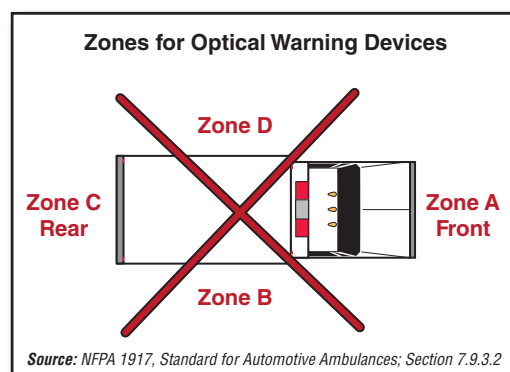 Zones for Optical Warning Devices
Zone D
Zone C
Rear
Zone A
Front
Zone B
Source: NFPA 1917, Standard for Automotive Ambulances; Section 7.9.3.2